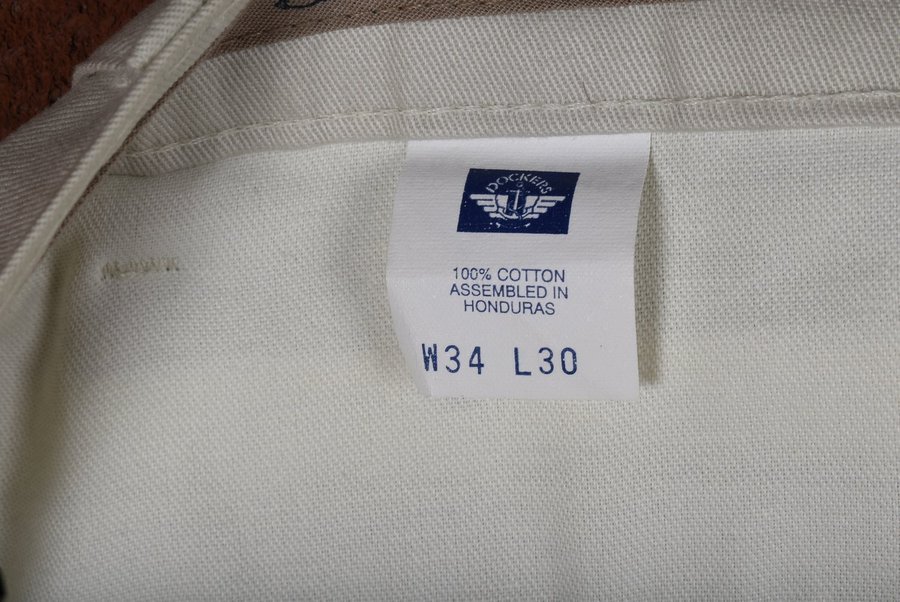 DOCKERS
100% COTTON
ASSEMBLED IN
HONDURAS
W34 L30